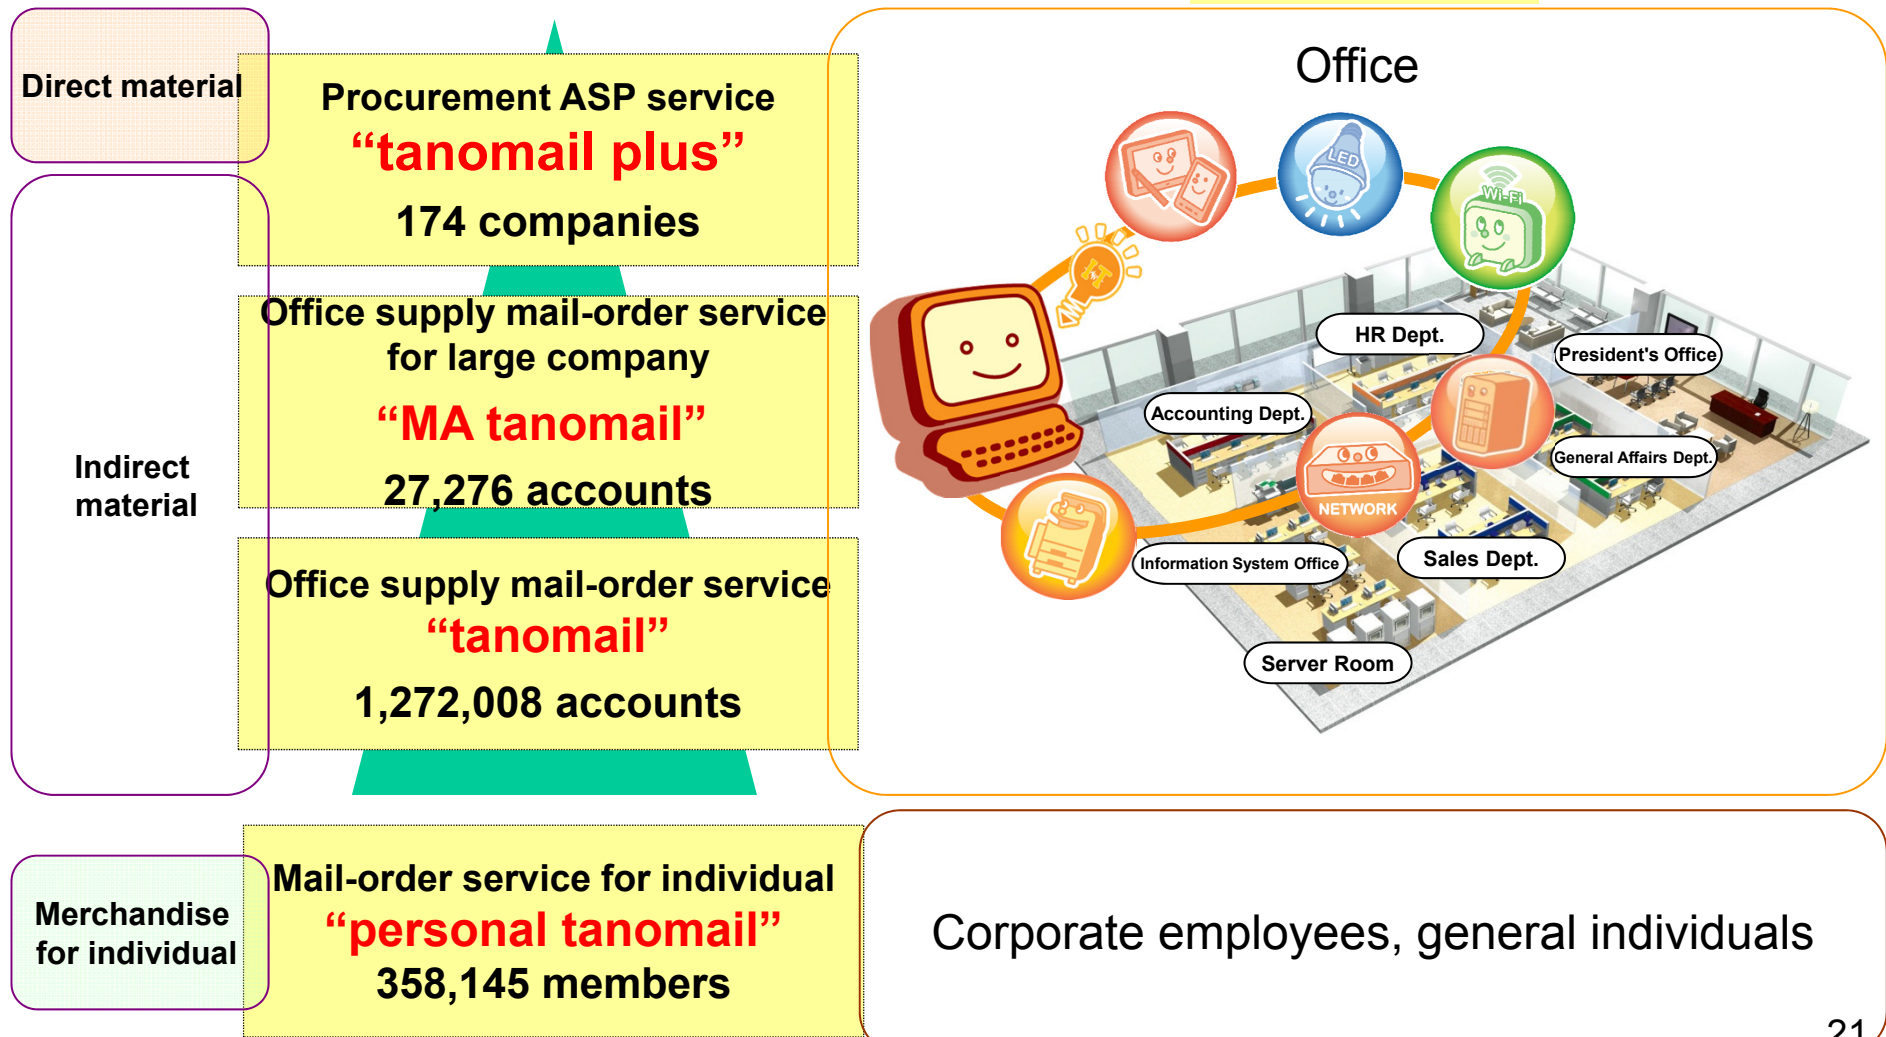 Direct material
Procurement ASP service
“tanomail plus”
174 companies
Indirect
material
Office supply mail-order service
for large company
“MA tanomail”
27,276 accounts
Office supply mail-order service
“tanomail”
1,272,008 accounts
Merchandise
for individual
Mail-order service for individual
“personal tanomail”
358,145 members
Office
LED
Wi-Fi
IT
HR Dept.
President's Office
Accounting Dept.
General Affairs Dept.
NETWORK
Information System Office
Sales Dept.
Server Room
Corporate employees, general individuals
21